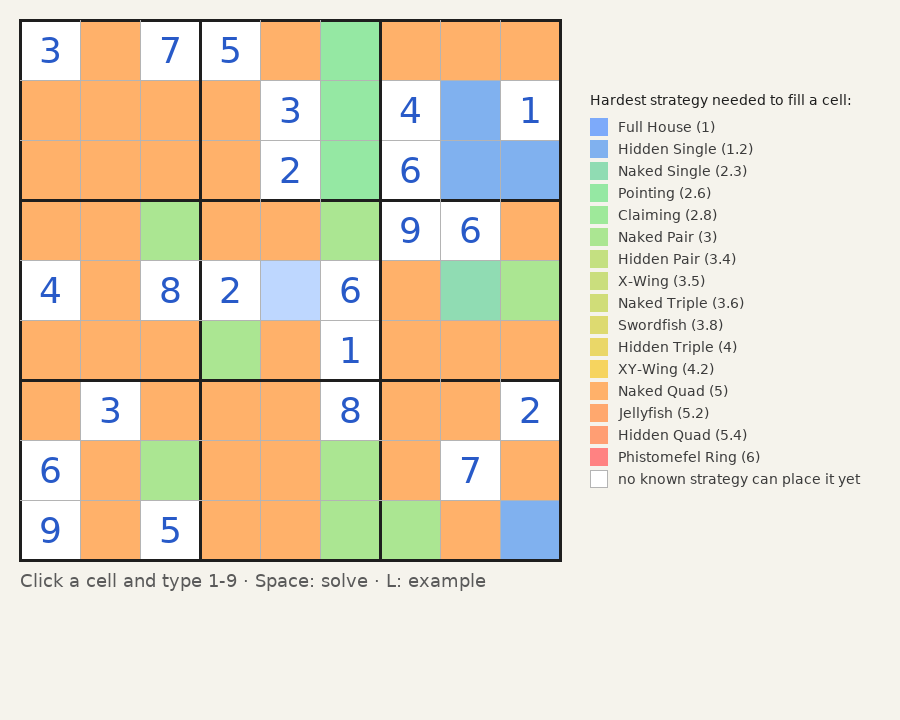 3 7 5
3 4 1
2 6
9 6
4 8 2 6
1
3 8 2
6 7
9 5
Hardest strategy needed to fill a cell:
Full House (1)
Hidden Single (1.2)
Naked Single (2.3)
Pointing (2.6)
Claiming (2.8)
Naked Pair (3)
Hidden Pair (3.4)
X-Wing (3.5)
Naked Triple (3.6)
Swordfish (3.8)
Hidden Triple (4)
XY-Wing (4.2)
Naked Quad (5)
Jellyfish (5.2)
Hidden Quad (5.4)
Phistomefel Ring (6)
no known strategy can place it yet
Click a cell and type 1-9 · Space: solve · L: example